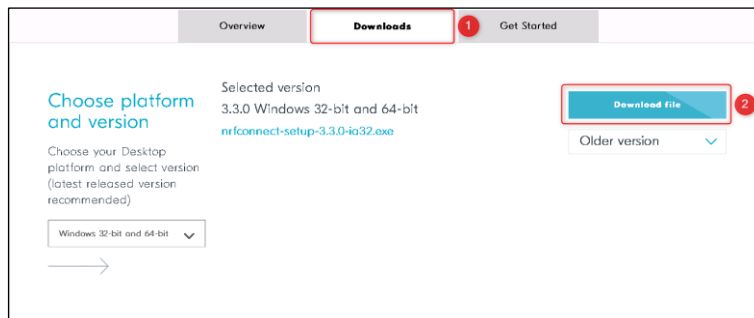 Overview
Downloads
1
Get Started
Choose platform
and version
Choose your Desktop
platform and select version
(latest released version
recommended)
Windows 32-bit and 64-bit
Selected version
3.3.0 Windows 32-bit and 64-bit
nrfconnect-setup-3.3.0-ia32.exe
Download file
2
Older version